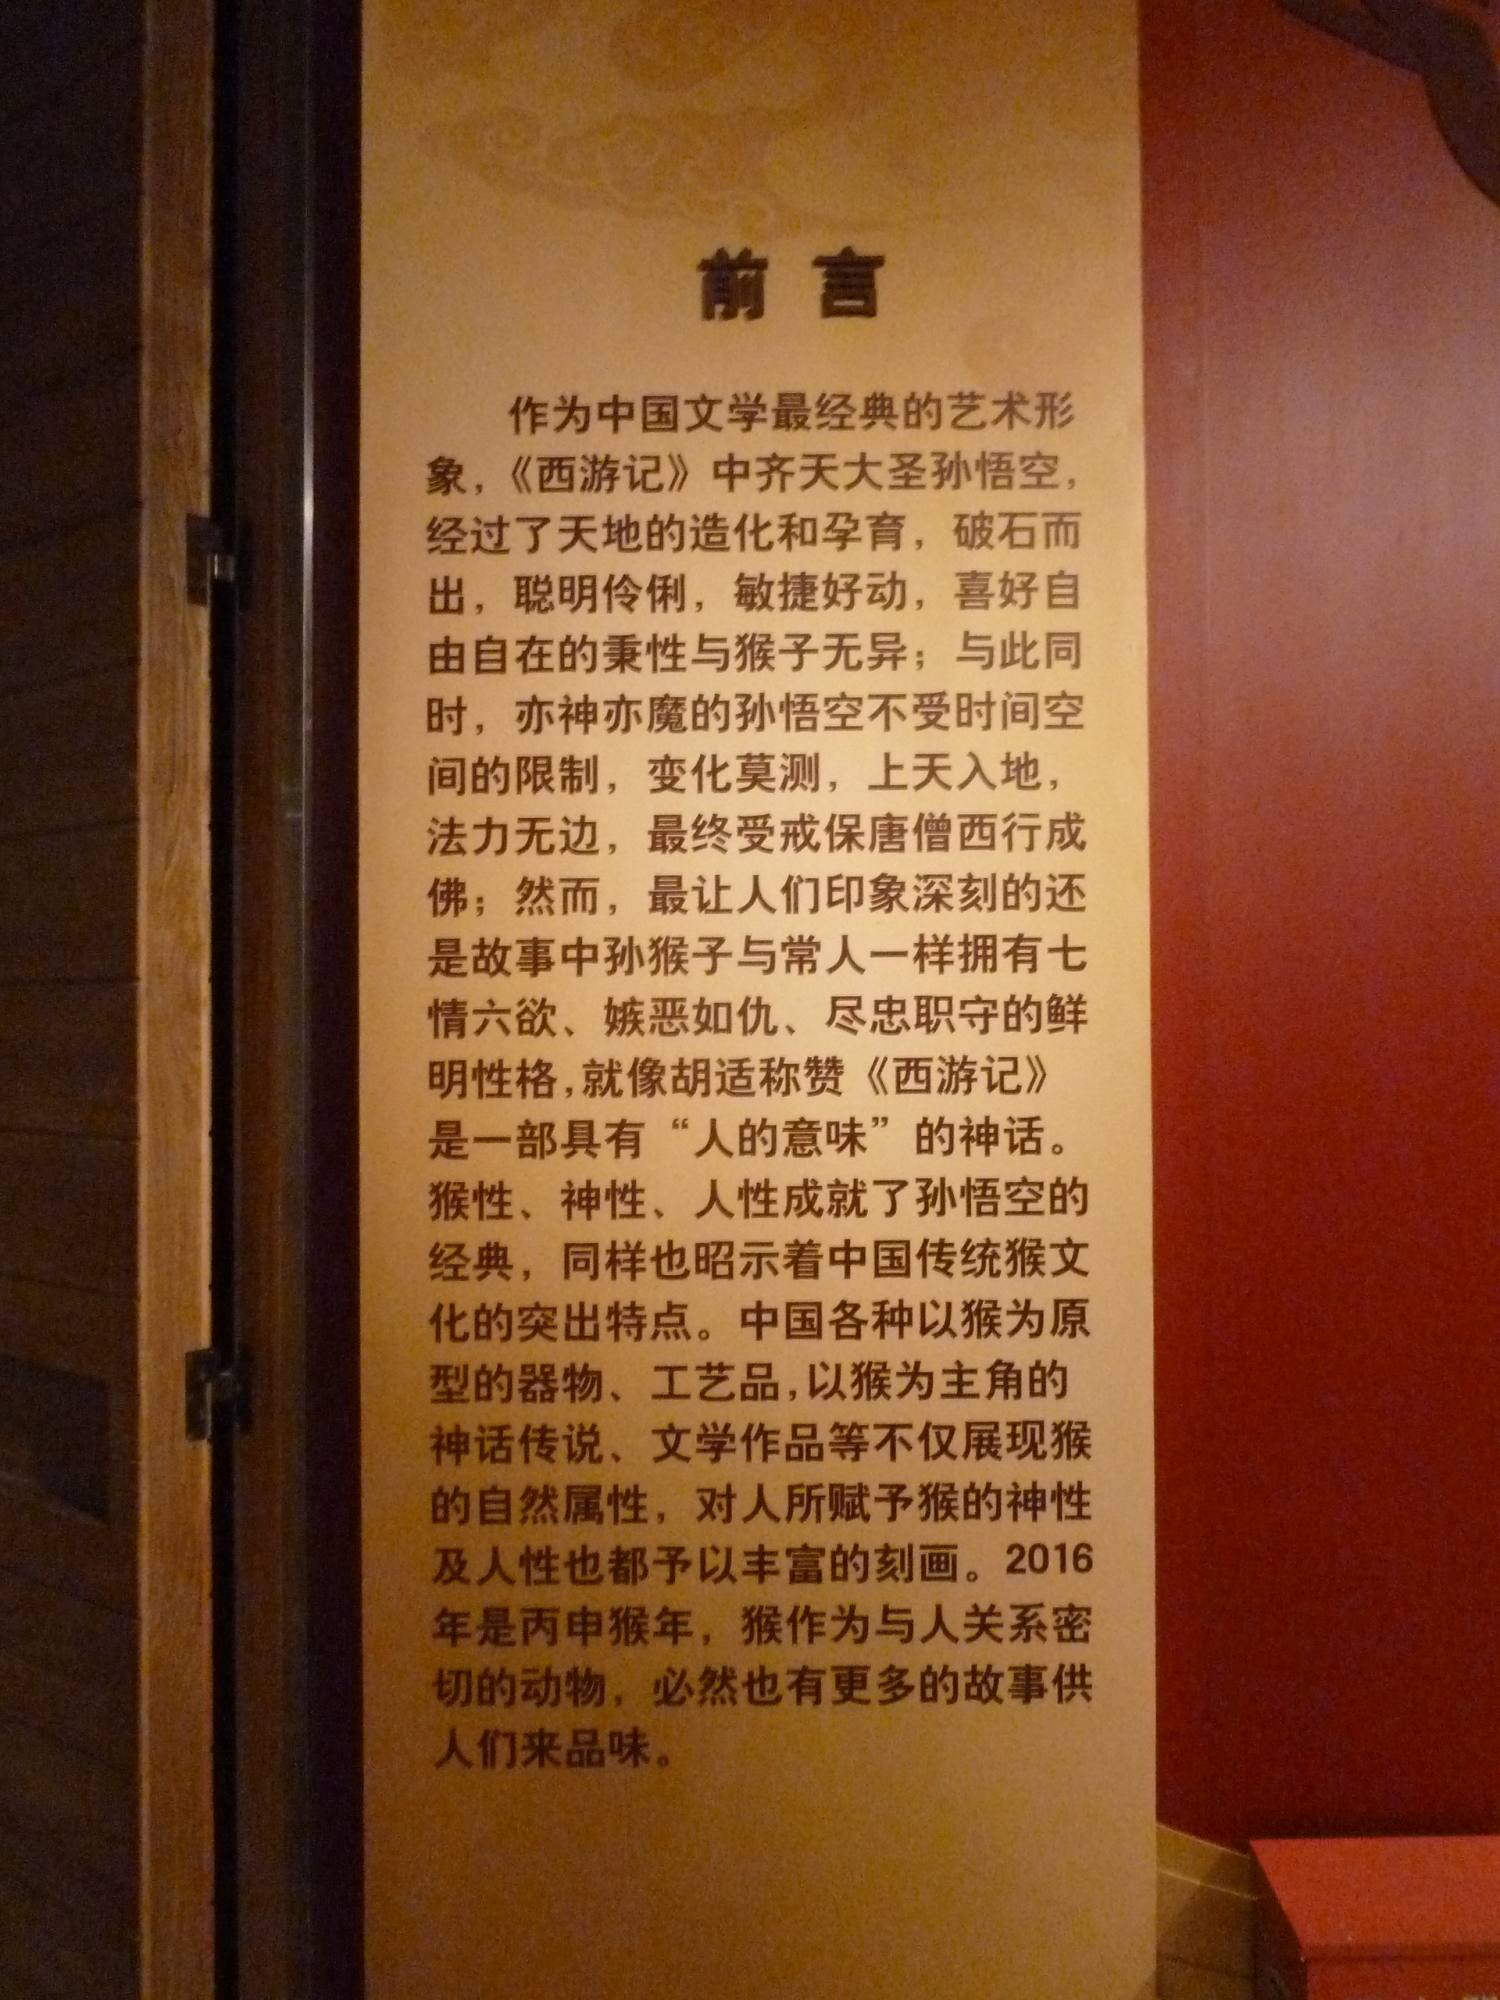 前言
作为中国文学最经典的艺术形
象，《西游记》中齐天大圣孙悟空，
经过了天地的造化和孕育，破石而
出，聪明伶俐，敏捷好动，喜好自
由自在的秉性与猴子无异；与此同
时，亦神亦魔的孙悟空不受时间空
间的限制，变化莫测，上天入地，
法力无边，最终受戒保唐僧西行成
佛；然而，最让人们印象深刻的还
是故事中孙猴子与常人一样拥有七
情六欲、嫉恶如仇、尽忠职守的鲜
明性格,就像胡适称赞《西游记》
是一部具有“人的意味”的神话。
猴性、神性、人性成就了孙悟空的
经典，同样也昭示着中国传统猴文
化的突出特点。中国各种以猴为原
型的器物、工艺品,以猴为主角的
神话传说、文学作品等不仅展现猴
的自然属性，对人所赋予猴的神性
及人性也都予以丰富的刻画。2016
年是丙申猴年，猴作为与人关系密
切的动物，必然也有更多的故事供
人们来品味。